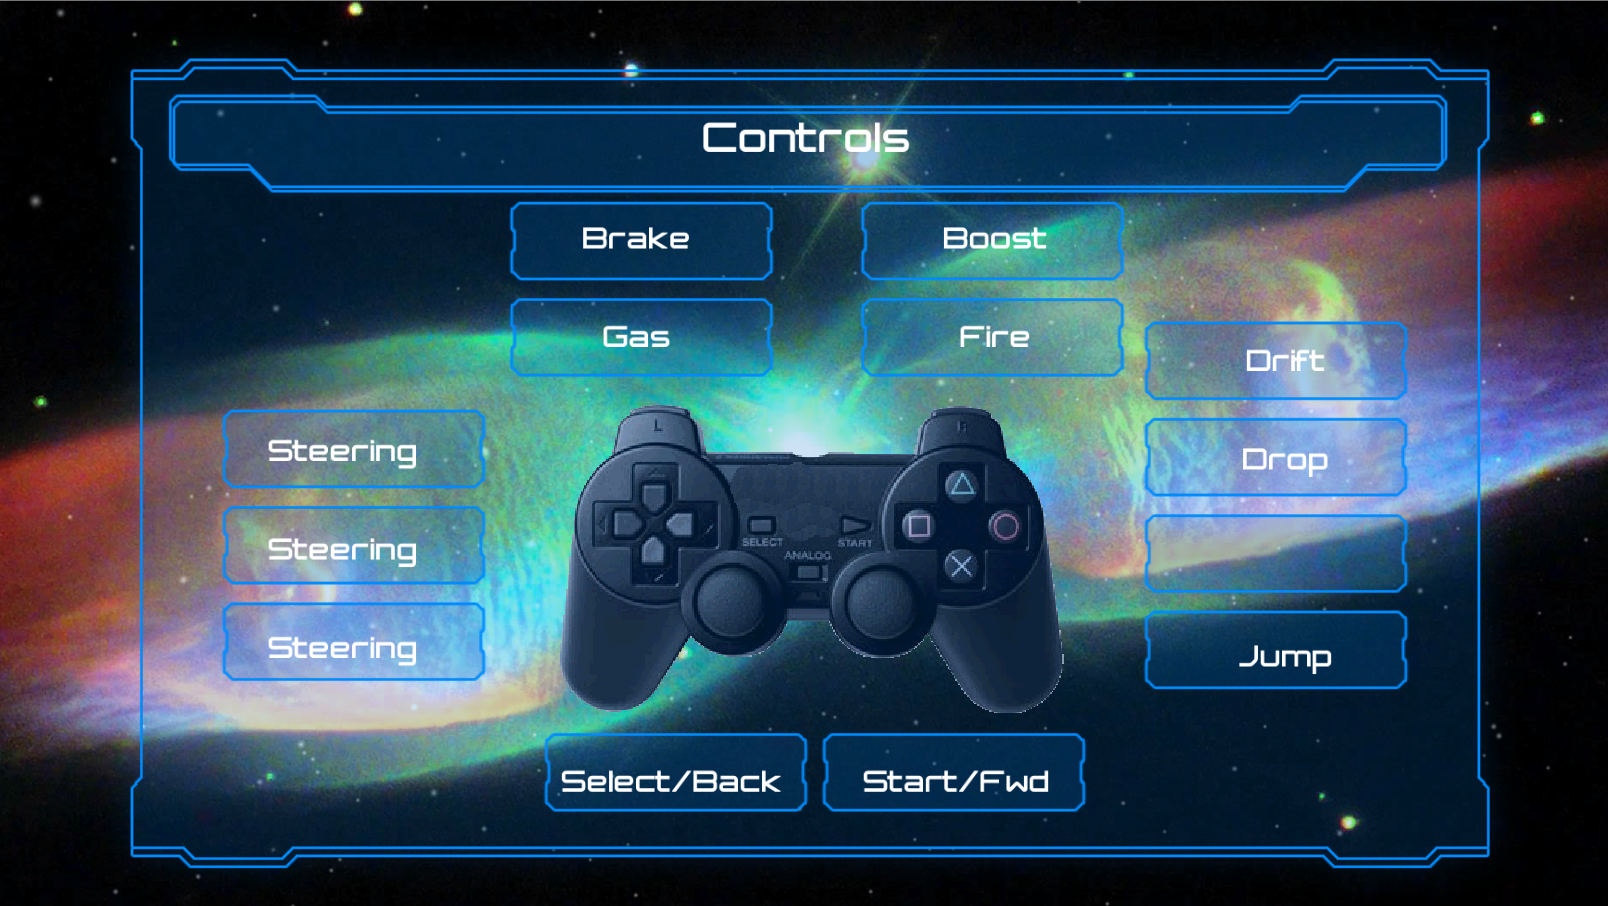 Controls
Brake
Boost
Gas
Fire
Drift
Steering
Drop
Steering
Steering
Jump
L
R
SELECT
START
ANALOG
Select/Back
Start/Fwd